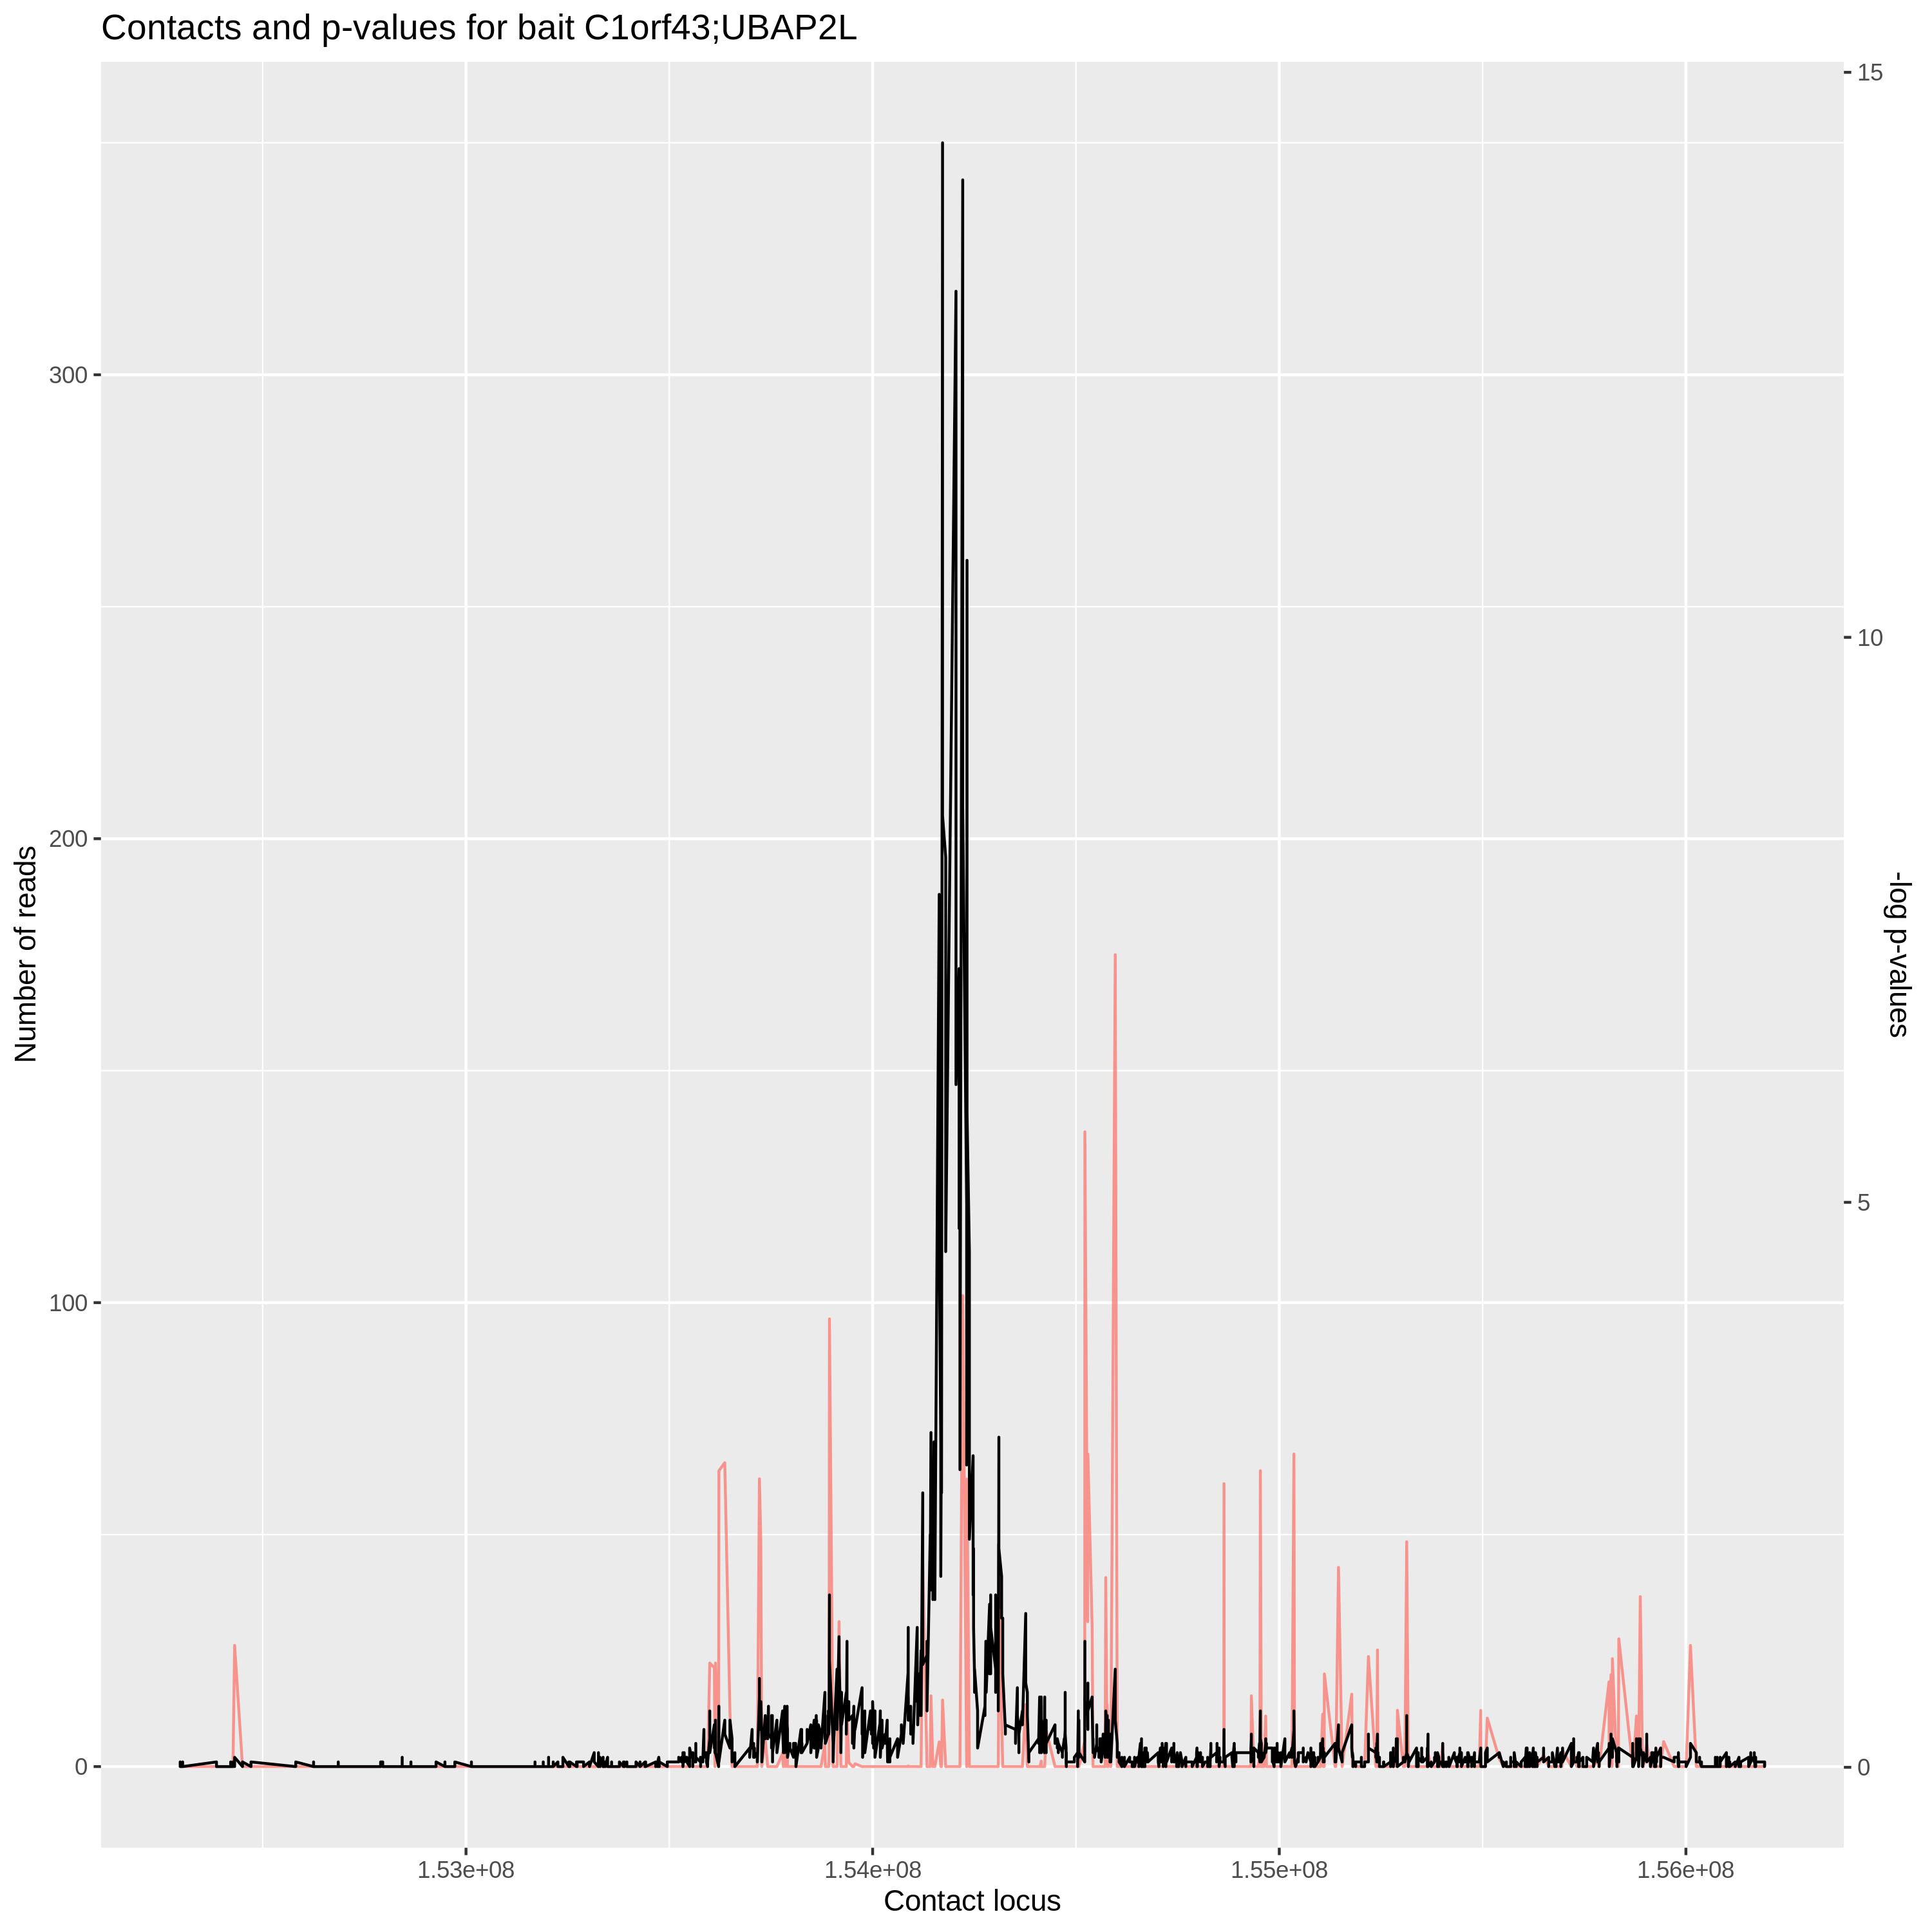 Contacts and p-values for bait C1orf43;UBAP2L
Number of reads
300
200
100
0
15
10
5
0
-log p-values
1.53e+08
1.54e+08
1.55e+08
1.56e+08
Contact locus